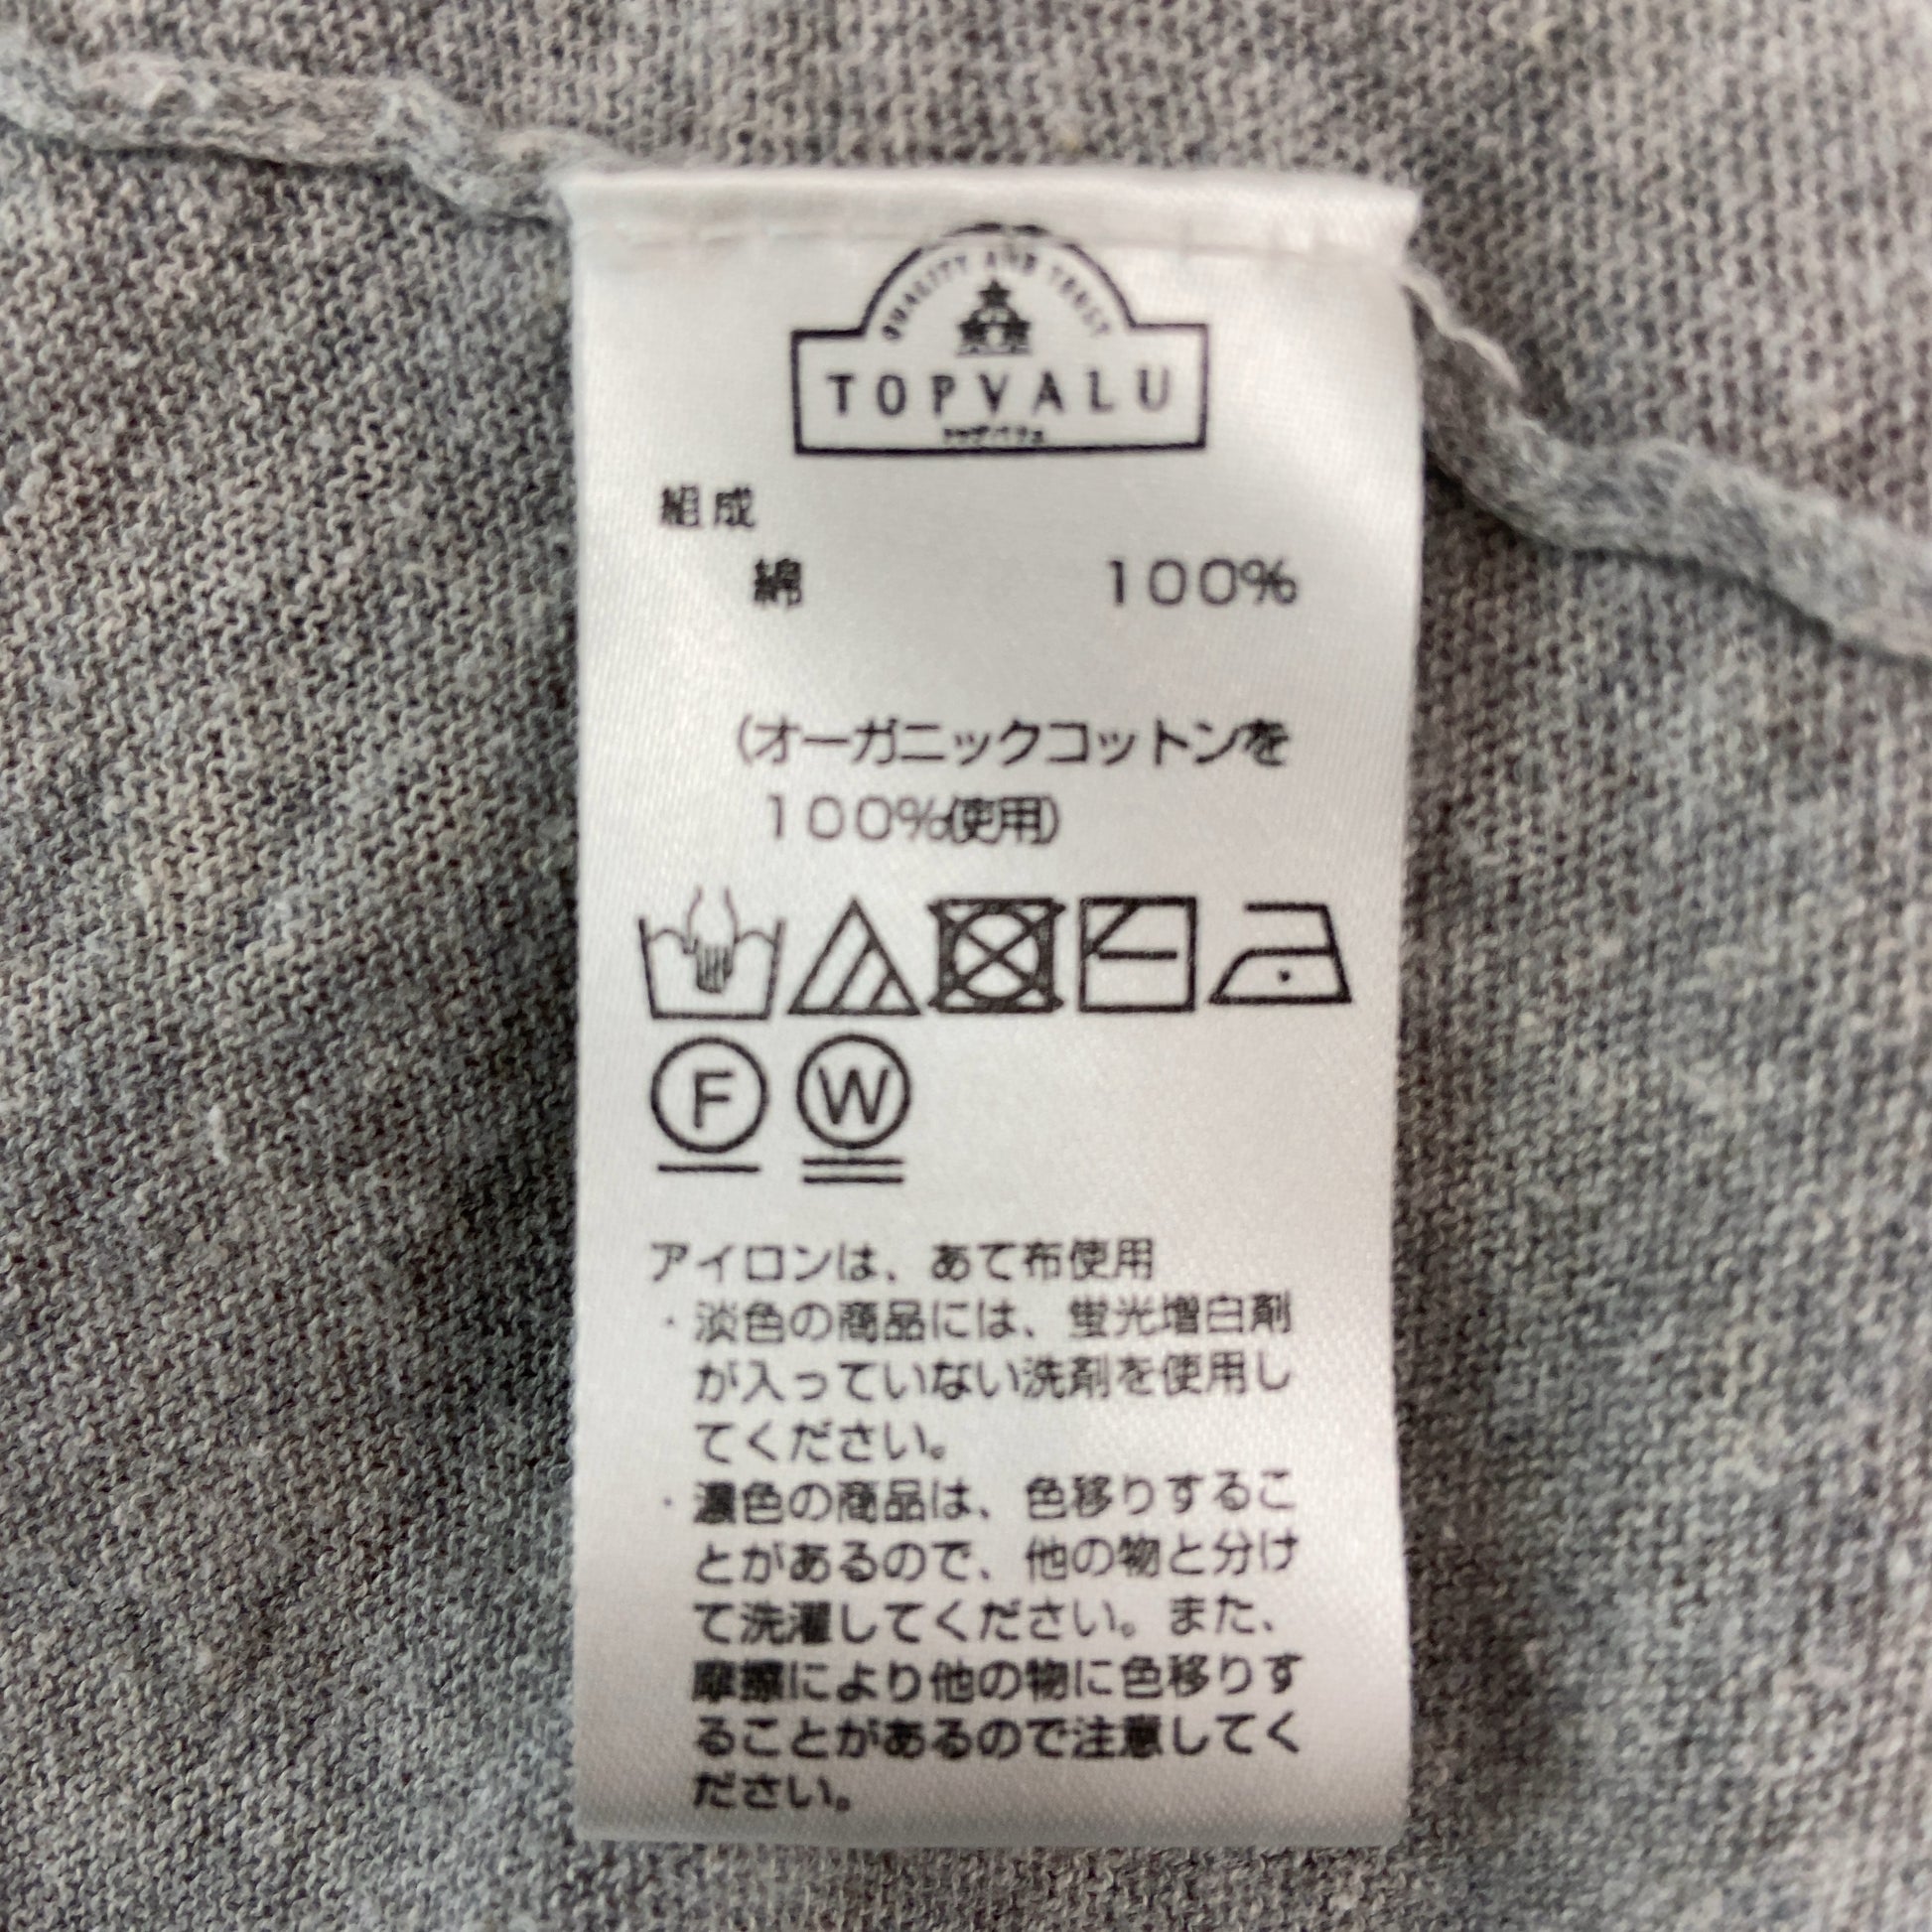 QUALITY AND TRUST
TOPVALU
トップバリュ
組成
綿 100%
(オーガニックコットンを
100%使用)
F W
アイロンは、あて布使用
・淡色の商品には、蛍光増白剤
が入っていない洗剤を使用し
てください。
・濃色の商品は、色移りするこ
とがあるので、他の物と分け
て洗濯してください。また、
摩擦により他の物に色移りす
ることがあるので注意してく
ださい。